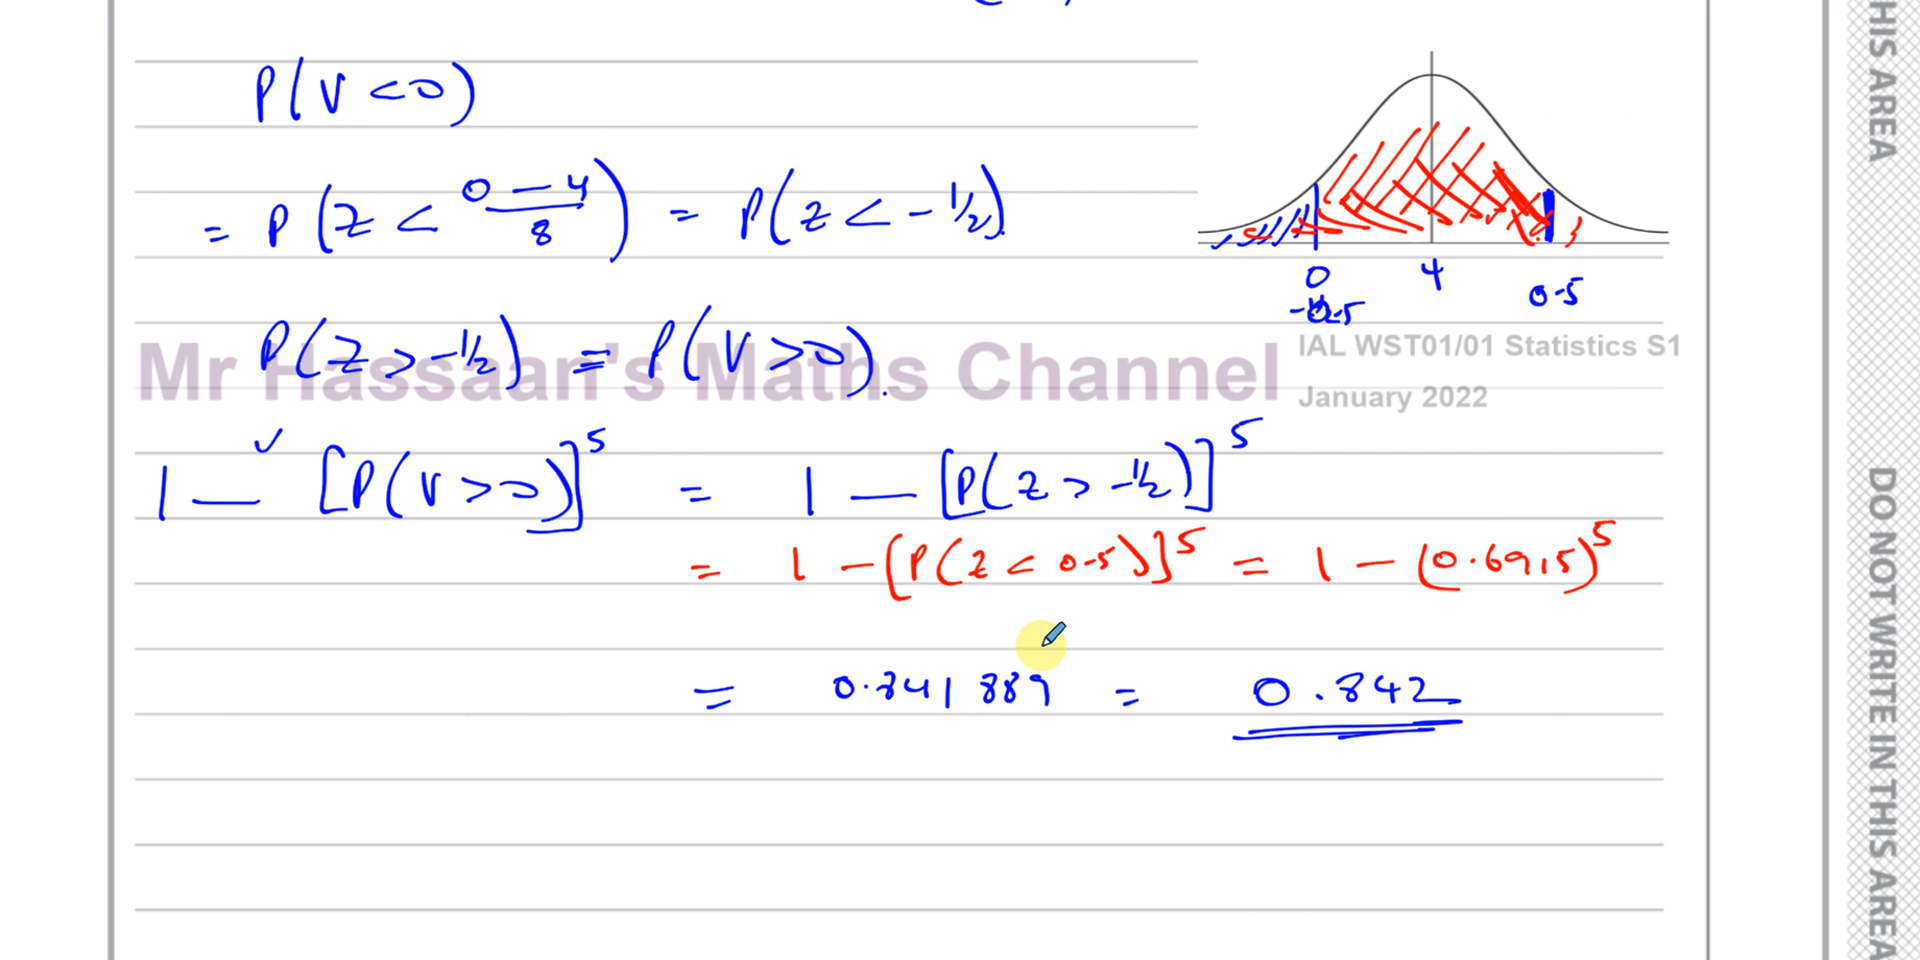 P(V<0)
= P(Z < (0-4)/8) = P(Z < -1/2)
0 4 0.5
P(Z > -1/2) = P(V>0).
Mr Hassaan's Maths Channel
IAL WST01/01 Statistics S1
January 2022
1 - [P(V>0)]^5 = 1 - [P(Z > -1/2)]^5
= 1 - [P(Z < 0.5)]^5 = 1 - (0.6915)^5
= 0.841889 = 0.842
HIS AREA
DO NOT WRITE IN THIS AREA